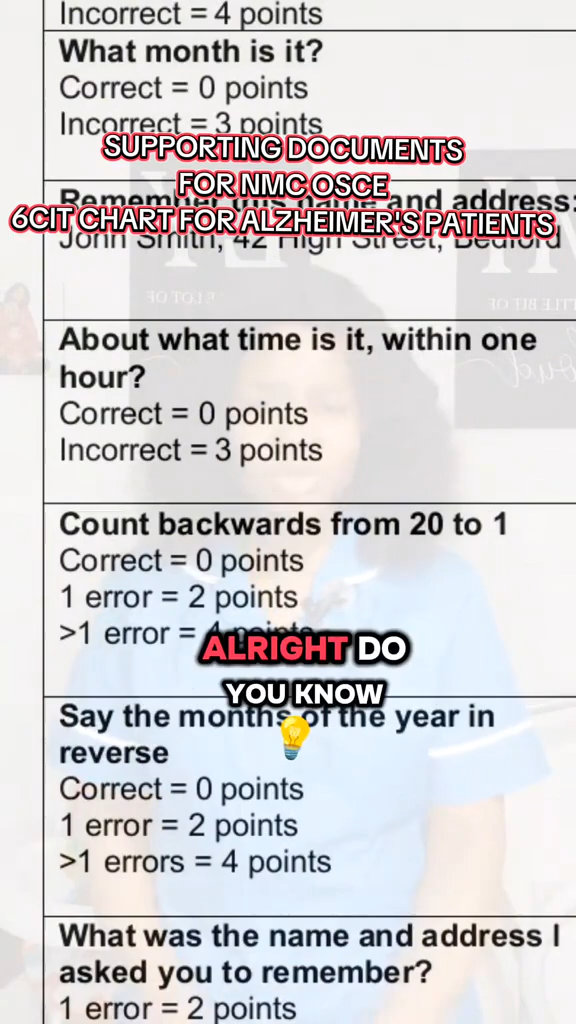 Incorrect = 4 points
What month is it?
Correct = 0 points
Incorrect = 3 points
SUPPORTING DOCUMENTS
FOR NMC OSCE
6CIT CHART FOR ALZHEIMER'S PATIENTS
Remember this name and address:
John Smith, 42 High Street, Bedford
About what time is it, within one
hour?
Correct = 0 points
Incorrect = 3 points
Count backwards from 20 to 1
Correct = 0 points
1 error = 2 points
>1 error = 4 points
ALRIGHT DO
YOU KNOW
Say the months of the year in
reverse
Correct = 0 points
1 error = 2 points
>1 errors = 4 points
What was the name and address I
asked you to remember?
1 error = 2 points